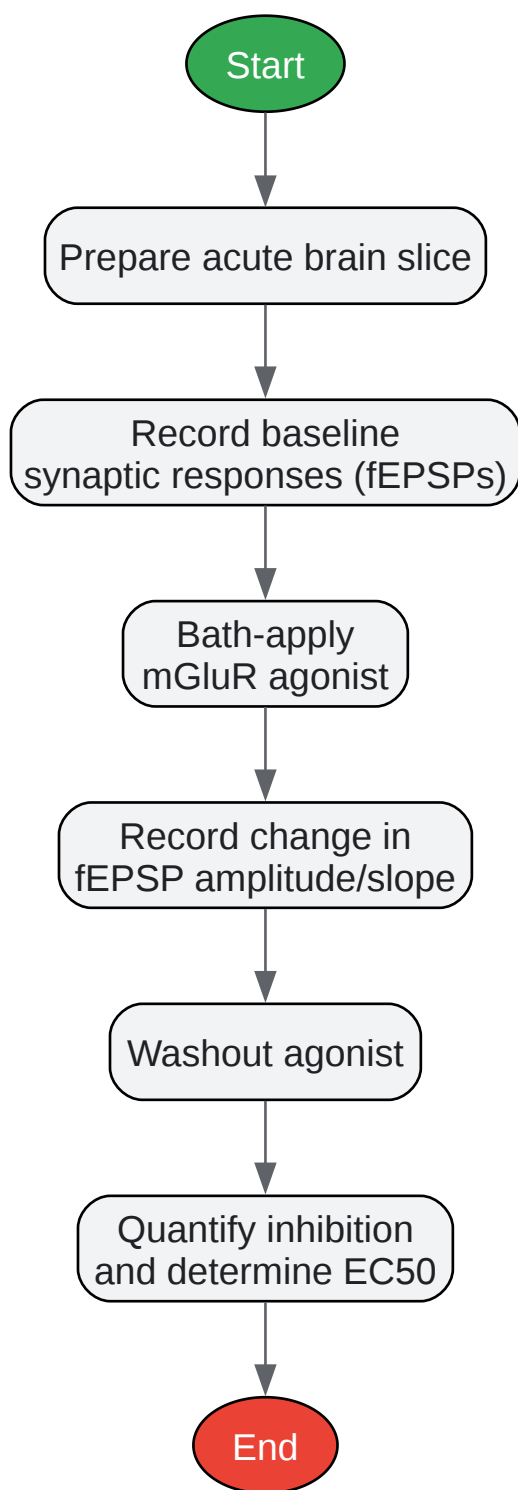 Start
Prepare acute brain slice
Record baseline
synaptic responses (fEPSPs)
Bath-apply
mGluR agonist
Record change in
fEPSP amplitude/slope
Washout agonist
Quantify inhibition
and determine EC50
End